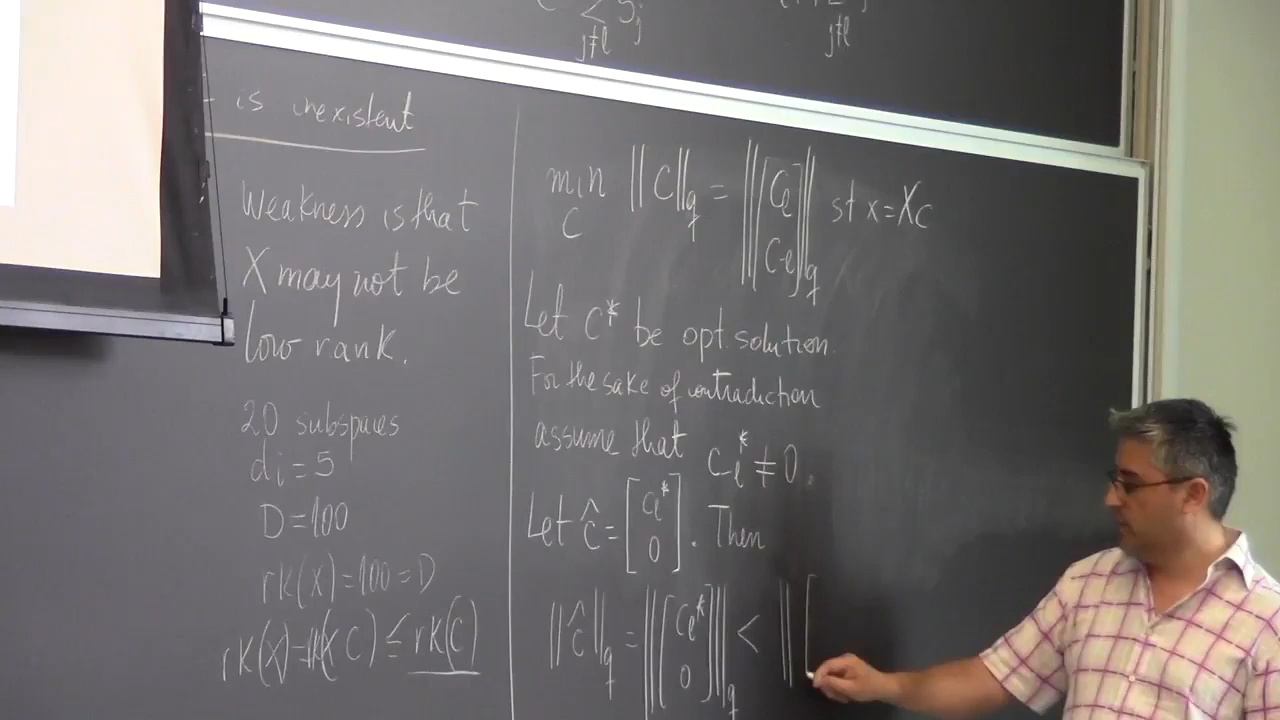 Σ Sj
j≠l
j≠l
- is inexistent
Weakness is that
X may not be
low rank.
20 subspaces
di = 5
D = 100
rk(X) = 100 = D
rk(X) = rk(XC) ≤ rk(C)
min ||C||q = ||[Cl C-l]||q st x = Xc
C
Let C* be opt. solution.
For the sake of contradiction
assume that C-l* ≠ 0.
Let ĉ = [Cl* 0]. Then
||ĉ||q = ||[Cl* 0]||q < ||[